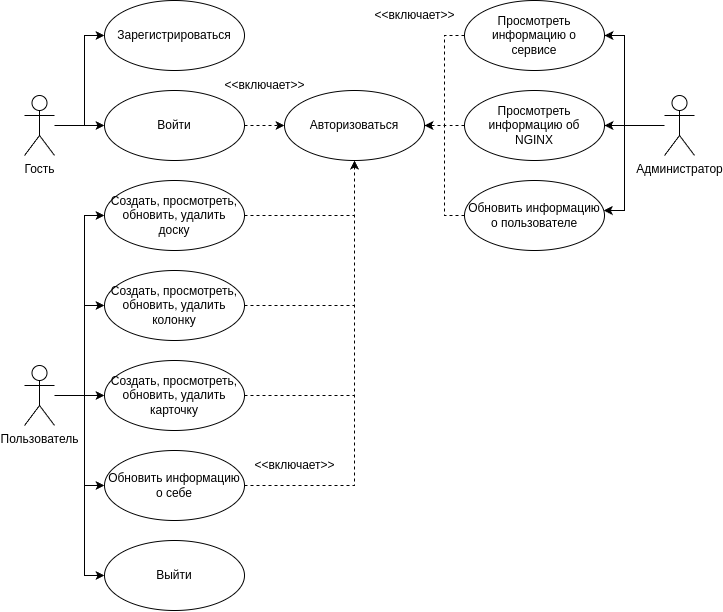 <<включает>>
Просмотреть
информацию о
сервисе
Зарегистрироваться
<<включает>>
Войти
Авторизоваться
Просмотреть
информацию об
NGINX
Гость
Администратор
Создать, просмотреть,
обновить, удалить
доску
Обновить информацию
о пользователе
Создать, просмотреть,
обновить, удалить
колонку
Создать, просмотреть,
обновить, удалить
карточку
Пользователь
<<включает>>
Обновить информацию
о себе
Выйти